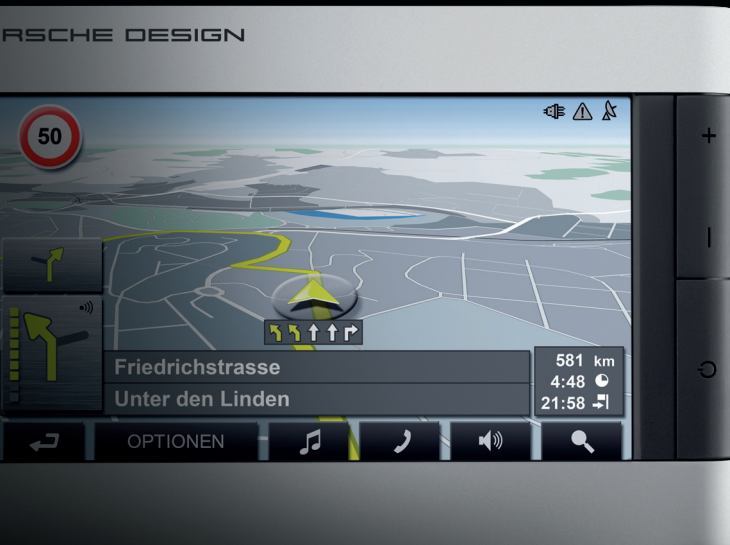 RSCHE DESIGN
50
Friedrichstrasse
Unter den Linden
581 km
4:48
21:58
OPTIONEN
+